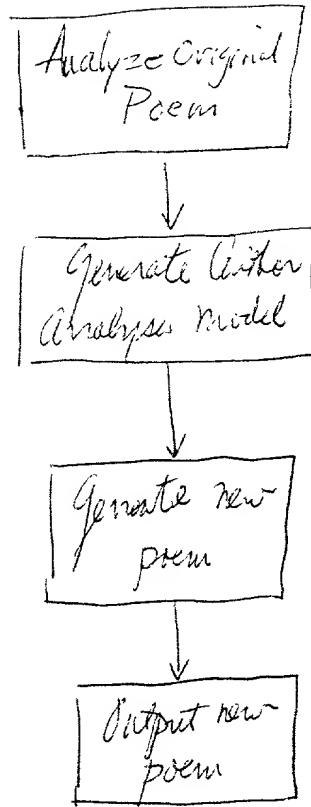 Analyze Original
Poem
Generate Author
Analysis Model
Generate new
poem
Output new
poem